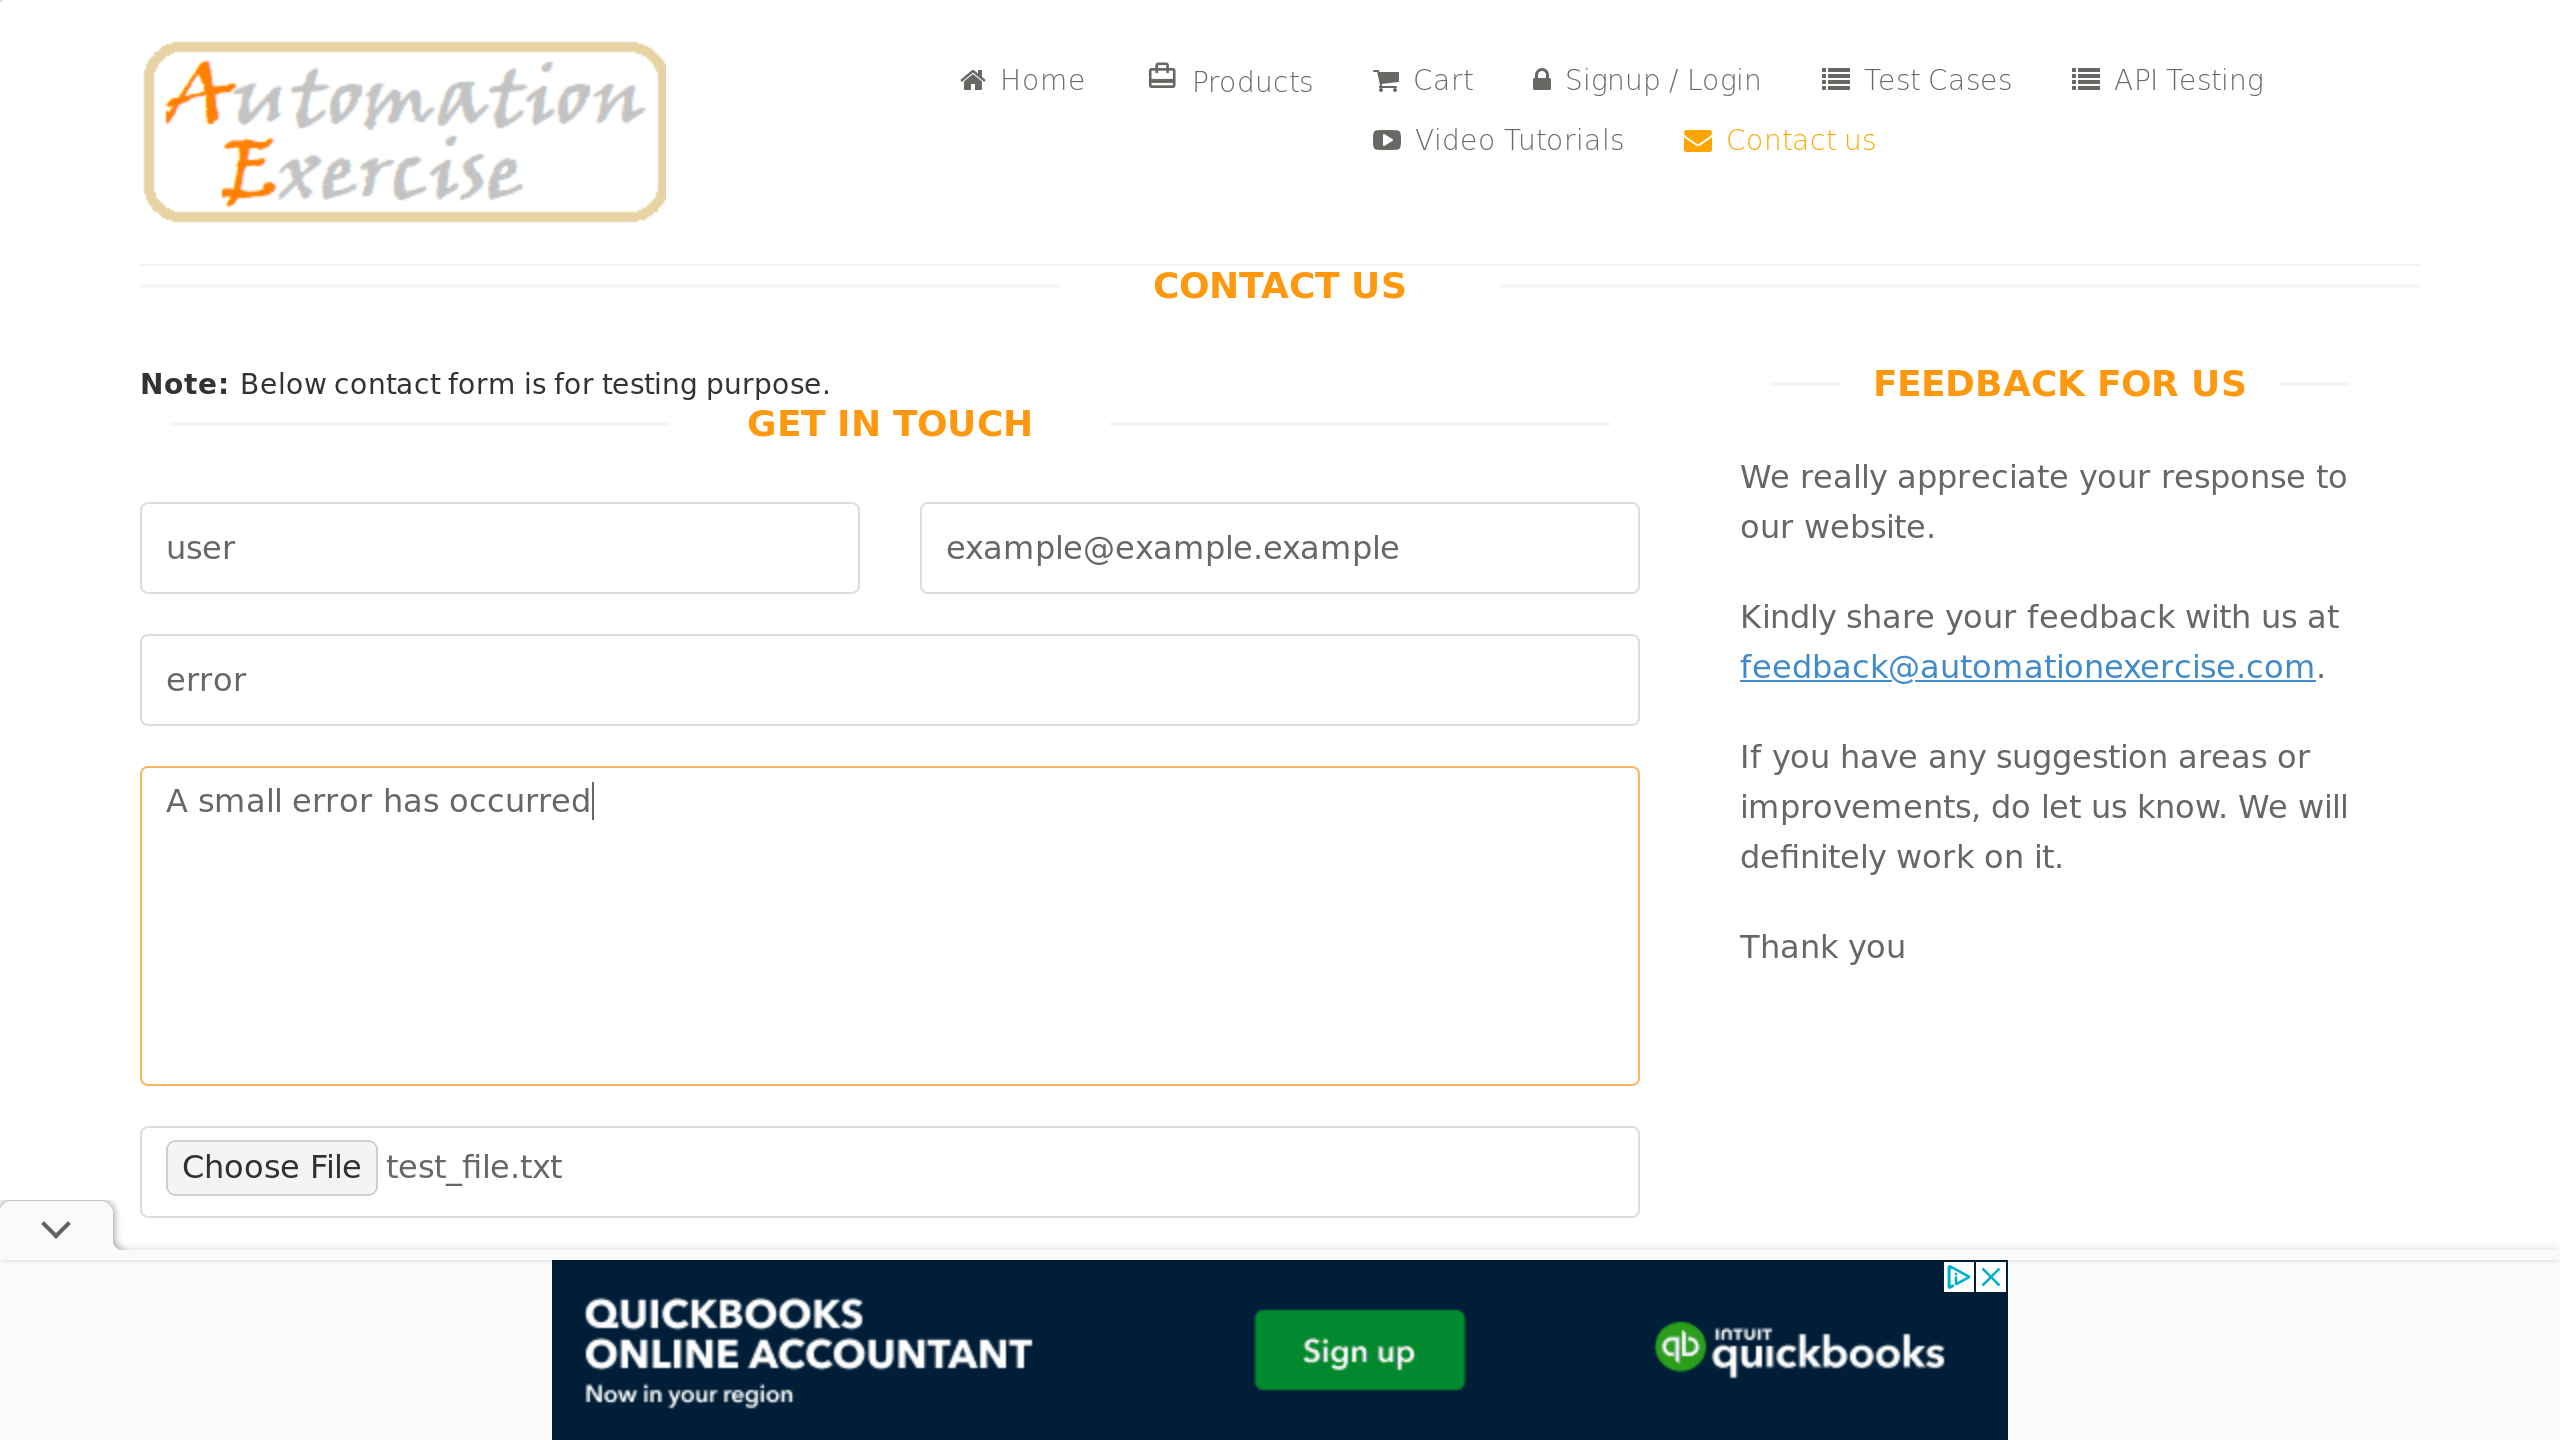 Automation
Exercise
Home
Products
Cart
Signup / Login
Test Cases
API Testing
Video Tutorials
Contact us
CONTACT US
Note: Below contact form is for testing purpose.
GET IN TOUCH
user
example@example.example
error
A small error has occurred
Choose File test_file.txt
FEEDBACK FOR US
We really appreciate your response to
our website.
Kindly share your feedback with us at
feedback@automationexercise.com.
If you have any suggestion areas or
improvements, do let us know. We will
definitely work on it.
Thank you
QUICKBOOKS
ONLINE ACCOUNTANT
Now in your region
Sign up
qb INTUIT
quickbooks